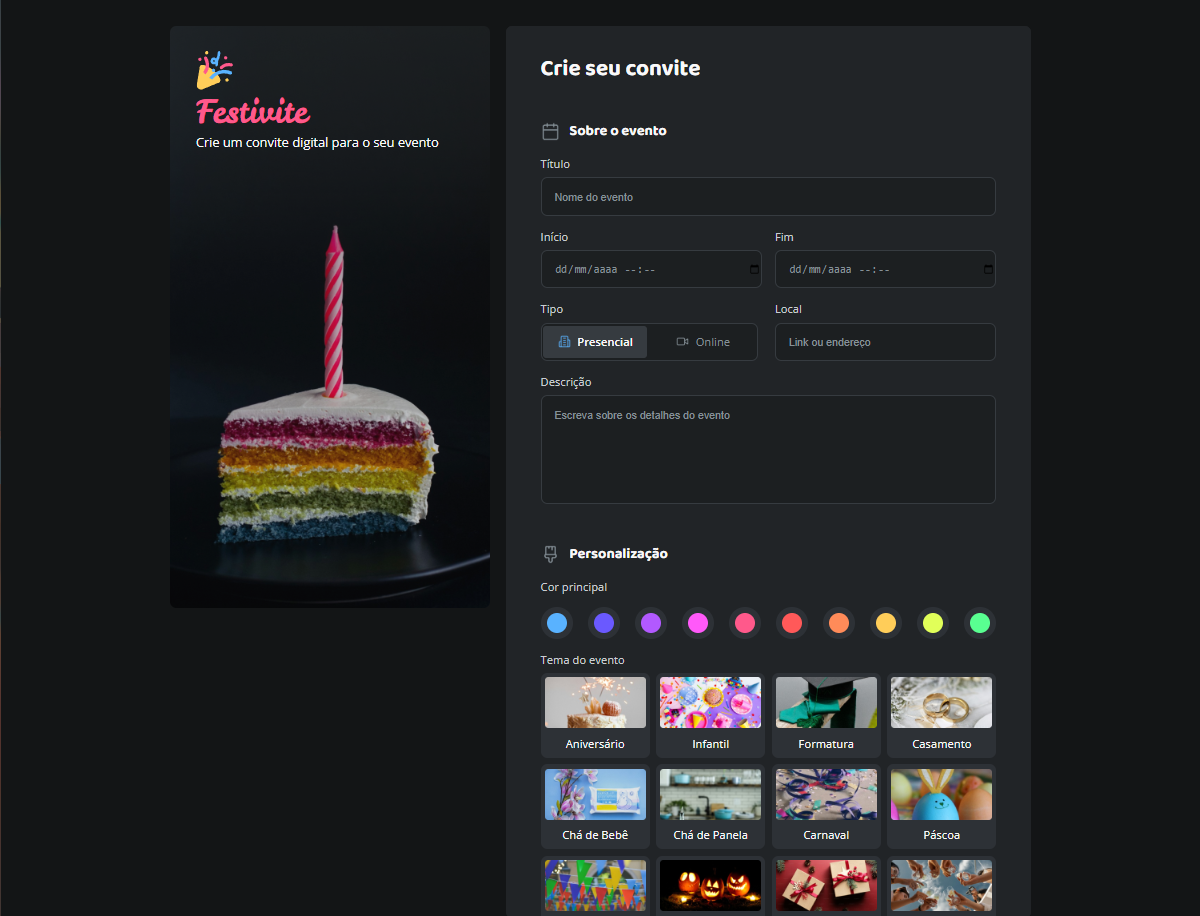 Festivite
Crie um convite digital para o seu evento
Crie seu convite
Sobre o evento
Título
Nome do evento
Início Fim
dd/mm/aaaa --:-- dd/mm/aaaa --:--
Tipo Local
Presencial Online Link ou endereço
Descrição
Escreva sobre os detalhes do evento
Personalização
Cor principal
Tema do evento
Aniversário Infantil Formatura Casamento
Chá de Bebê Chá de Panela Carnaval Páscoa